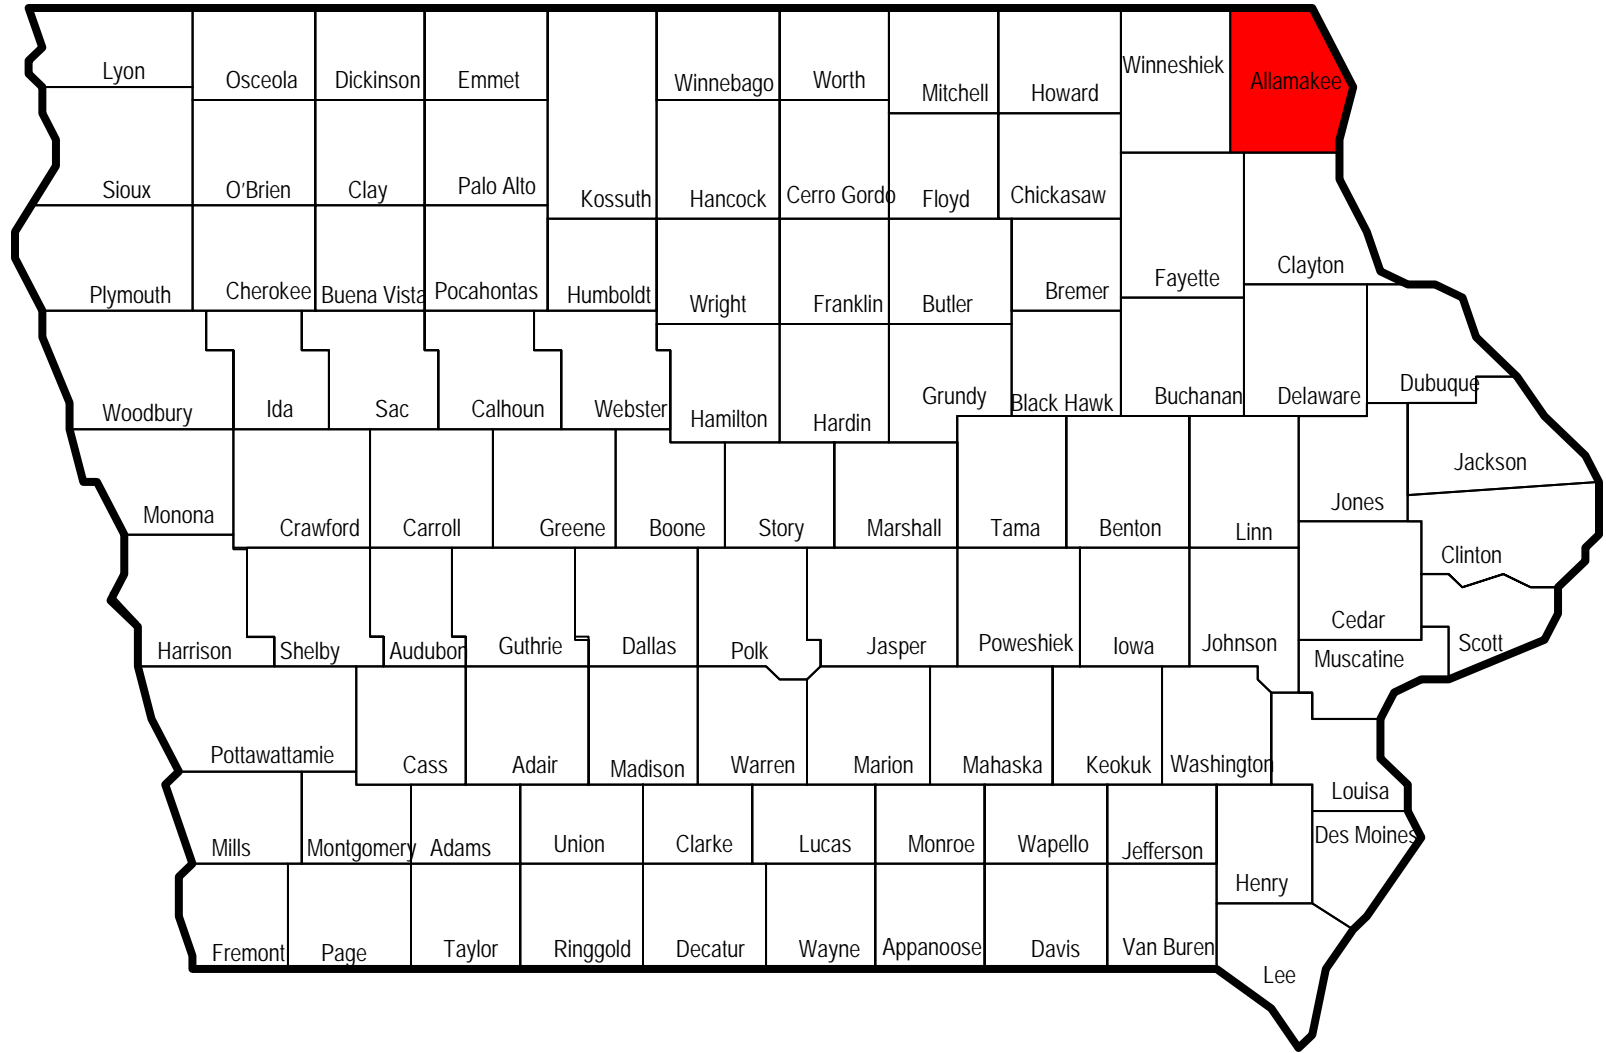 Lyon
Osceola
Dickinson
Emmet
Winnebago
Worth
Mitchell
Howard
Winneshiek
Allamakee
Sioux
O'Brien
Clay
Palo Alto
Kossuth
Hancock
Cerro Gordo
Floyd
Chickasaw
Plymouth
Cherokee
Buena Vista
Pocahontas
Humboldt
Wright
Franklin
Butler
Bremer
Fayette
Clayton
Woodbury
Ida
Sac
Calhoun
Webster
Hamilton
Hardin
Grundy
Black Hawk
Buchanan
Delaware
Dubuque
Monona
Crawford
Carroll
Greene
Boone
Story
Marshall
Tama
Benton
Linn
Jones
Jackson
Clinton
Harrison
Shelby
Audubon
Guthrie
Dallas
Polk
Jasper
Poweshiek
Iowa
Johnson
Cedar
Muscatine
Scott
Pottawattamie
Cass
Adair
Madison
Warren
Marion
Mahaska
Keokuk
Washington
Louisa
Mills
Montgomery
Adams
Union
Clarke
Lucas
Monroe
Wapello
Jefferson
Henry
Des Moines
Fremont
Page
Taylor
Ringgold
Decatur
Wayne
Appanoose
Davis
Van Buren
Lee